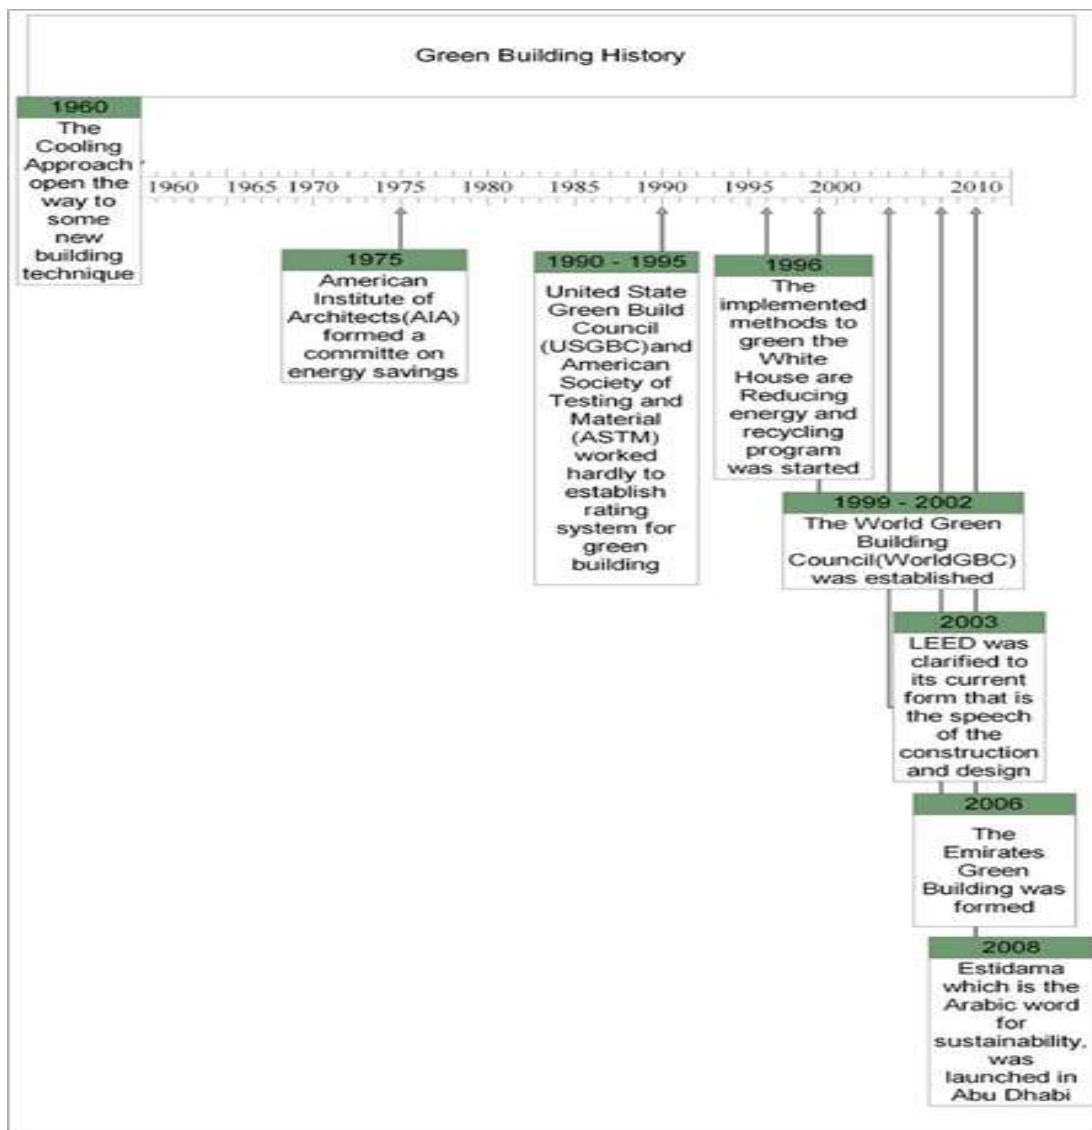 Green Building History
1960
The
Cooling
Approach
open the
way to
some
new
building
technique
1960 1965 1970 1975 1980 1985 1990 1995 2000 2010
1975
American
Institute of
Architects(AIA)
formed a
committe on
energy savings
1990 - 1995
United State
Green Build
Council
(USGBC)and
American
Society of
Testing and
Material
(ASTM)
worked
hardly to
establish
rating
system for
green
building
1996
The
implemented
methods to
green the
White
House are
Reducing
energy and
recycling
program
was started
1999 - 2002
The World Green
Building
Council(WorldGBC)
was established
2003
LEED was
clarified to
its current
form that is
the speech
of the
construction
and design
2006
The
Emirates
Green
Building was
formed
2008
Estidama
which is the
Arabic word
for
sustainability,
was
launched in
Abu Dhabi